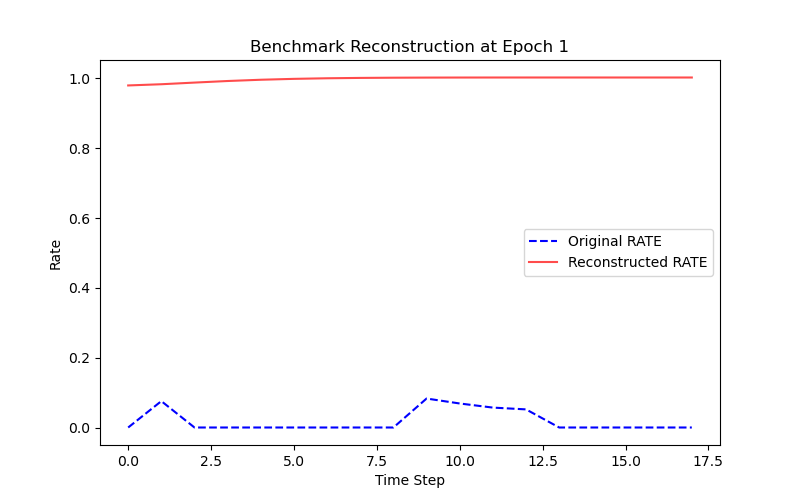 Benchmark Reconstruction at Epoch 1
1.0
0.8
0.6
0.4
0.2
0.0
Rate
Original RATE
Reconstructed RATE
0.0 2.5 5.0 7.5 10.0 12.5 15.0 17.5
Time Step